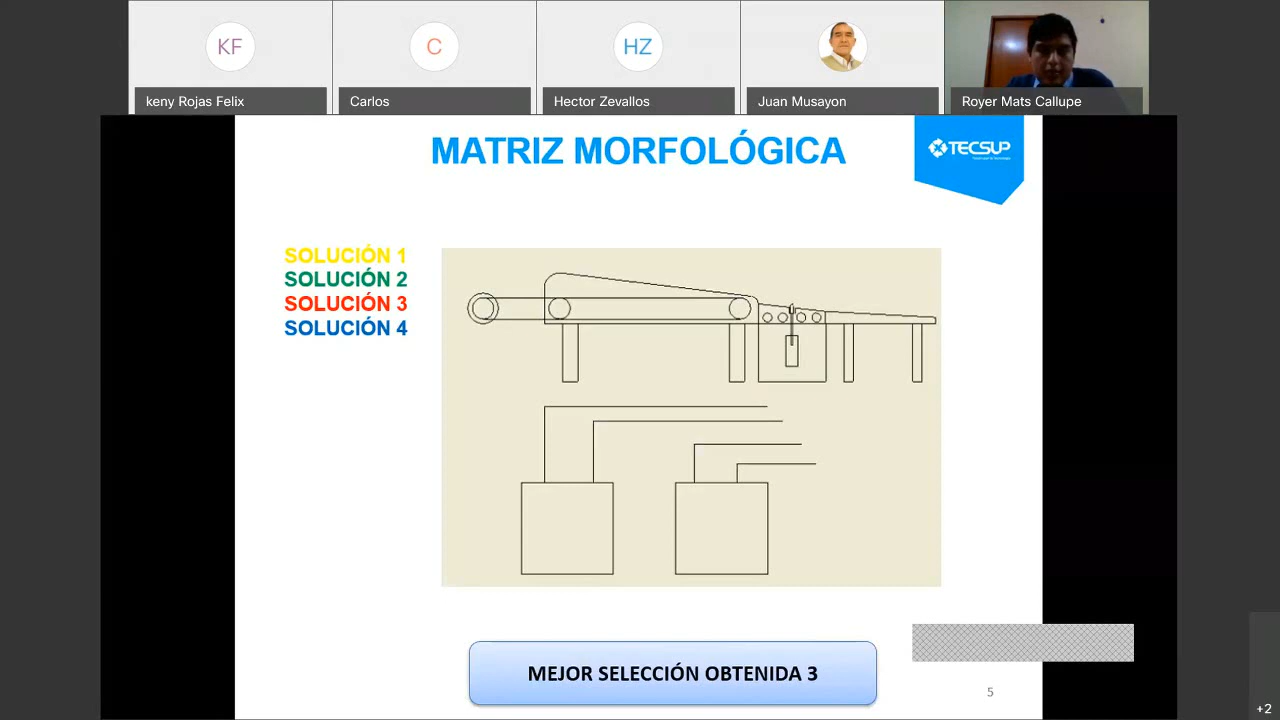 KF
C
HZ
keny Rojas Felix
Carlos
Hector Zevallos
Juan Musayon
Royer Mats Callupe
MATRIZ MORFOLÓGICA
TECSUP
SOLUCIÓN 1
SOLUCIÓN 2
SOLUCIÓN 3
SOLUCIÓN 4
MEJOR SELECCIÓN OBTENIDA 3
5
+2